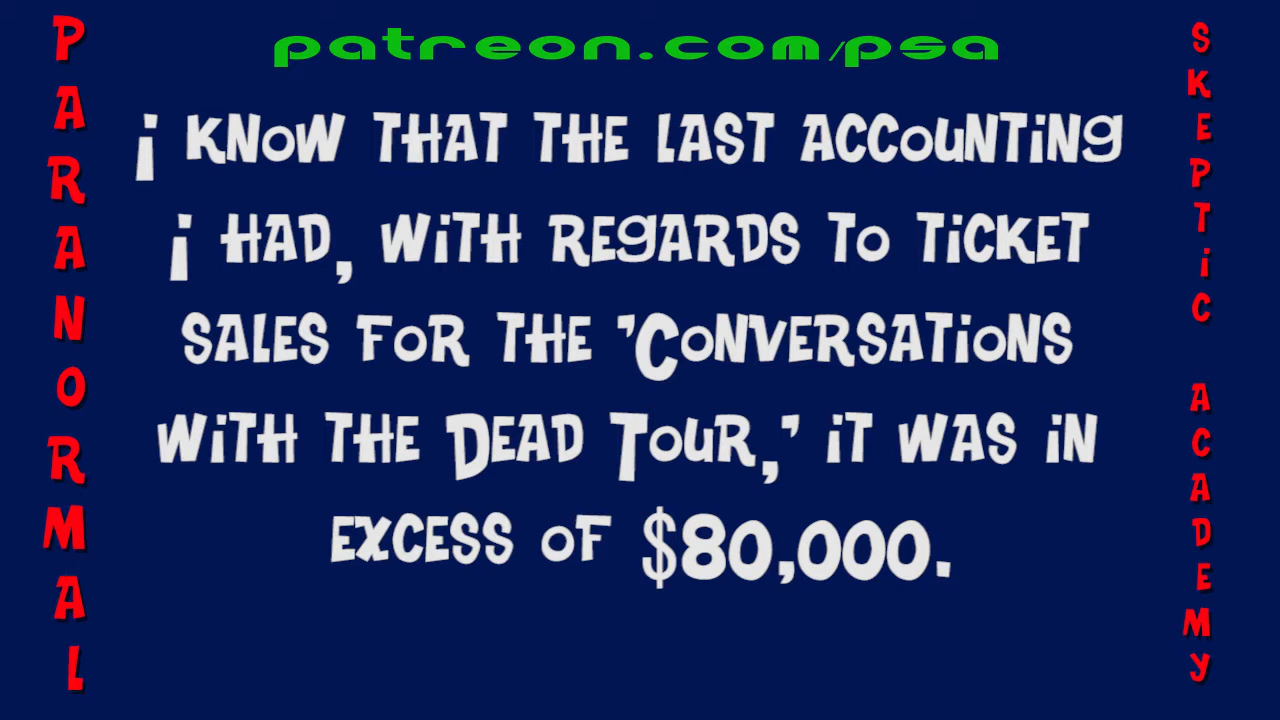 patreon.com/psa
PARANORMAL
I know that the last accounting
I had, with regards to ticket
sales for the 'Conversations
with the Dead Tour,' it was in
excess of $80,000.
SKEPTIC ACADEMY